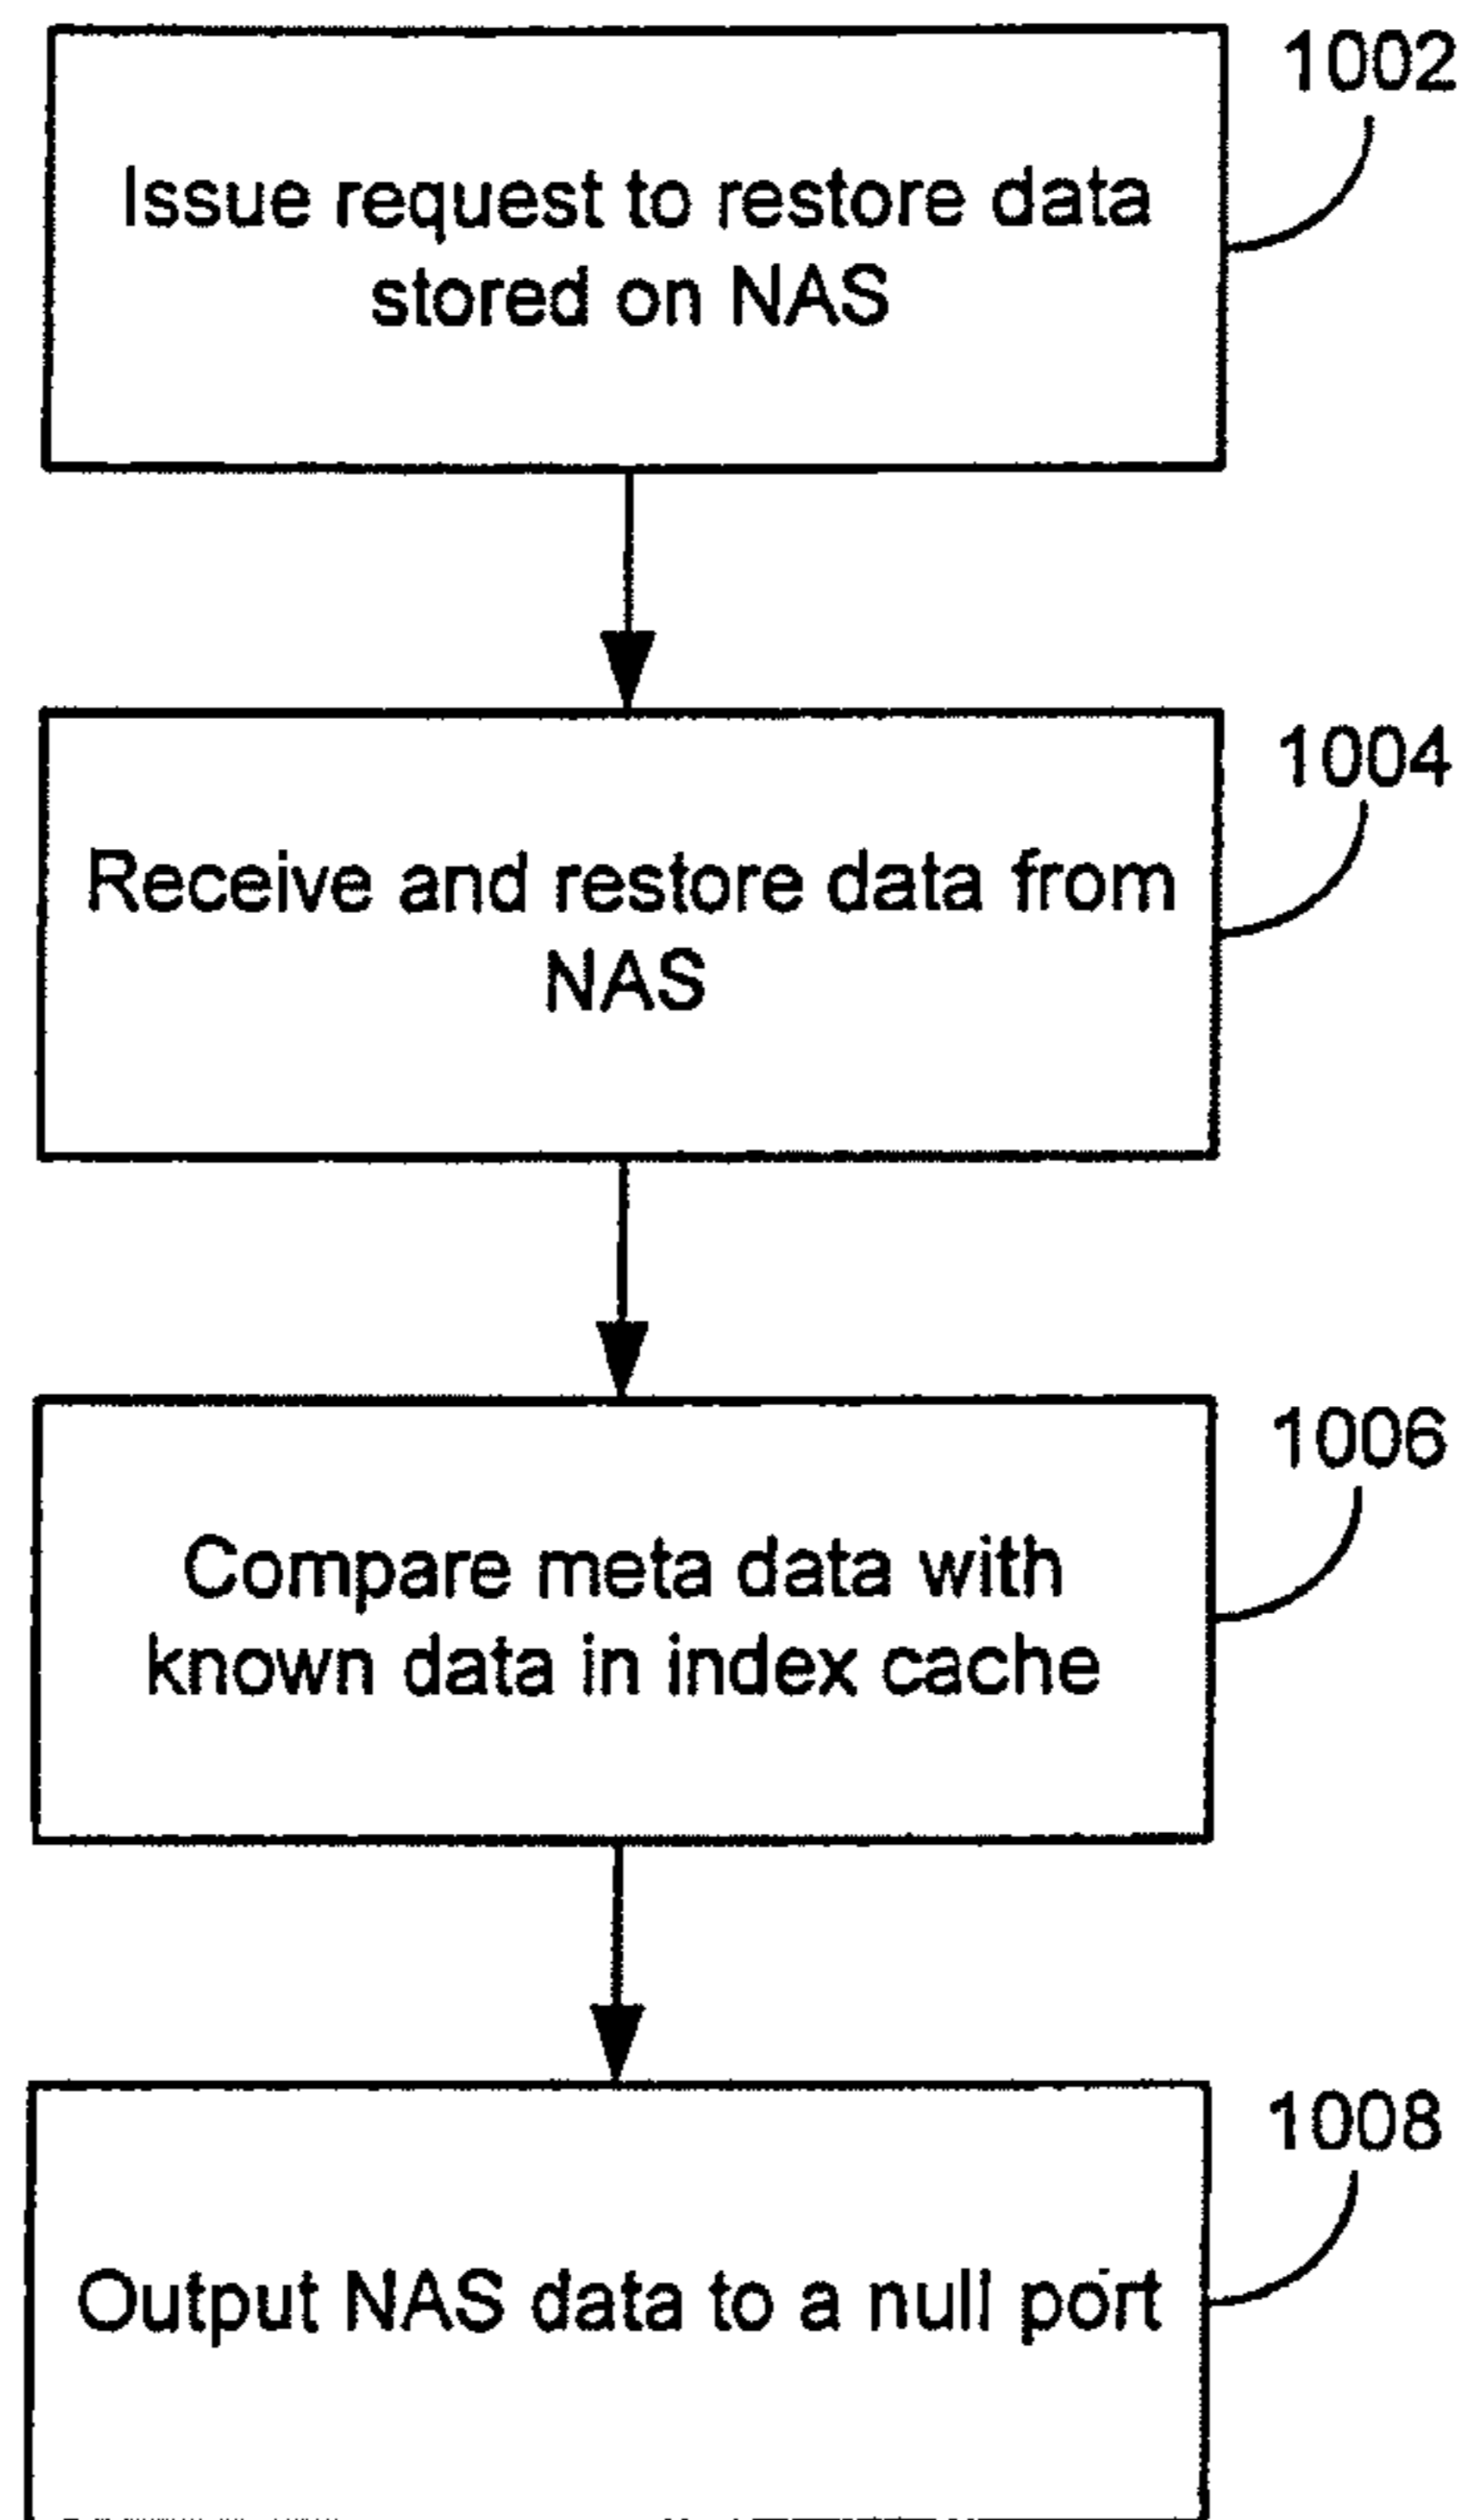 1002
Issue request to restore data
stored on NAS
1004
Receive and restore data from
NAS
1006
Compare meta data with
known data in index cache
1008
Output NAS data to a null port